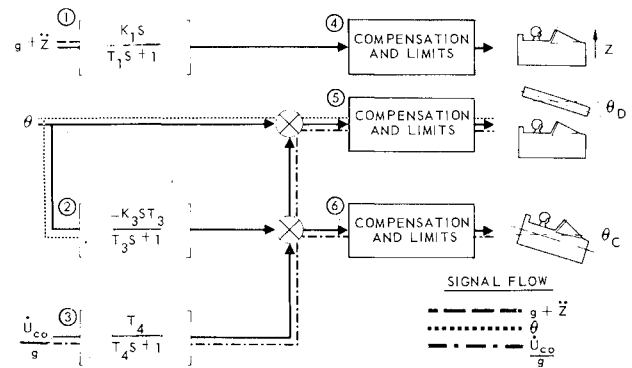 ① K₁S ④ COMPENSATION
g + Z̈ T₁S + 1 AND LIMITS Z
⑤ COMPENSATION
θ AND LIMITS θD
② -K₃ST₃ ⑥ COMPENSATION
T₃S + 1 AND LIMITS θC
SIGNAL FLOW
③ T₄ g + Z̈
U̇co T₄S + 1 θ
g U̇co
g